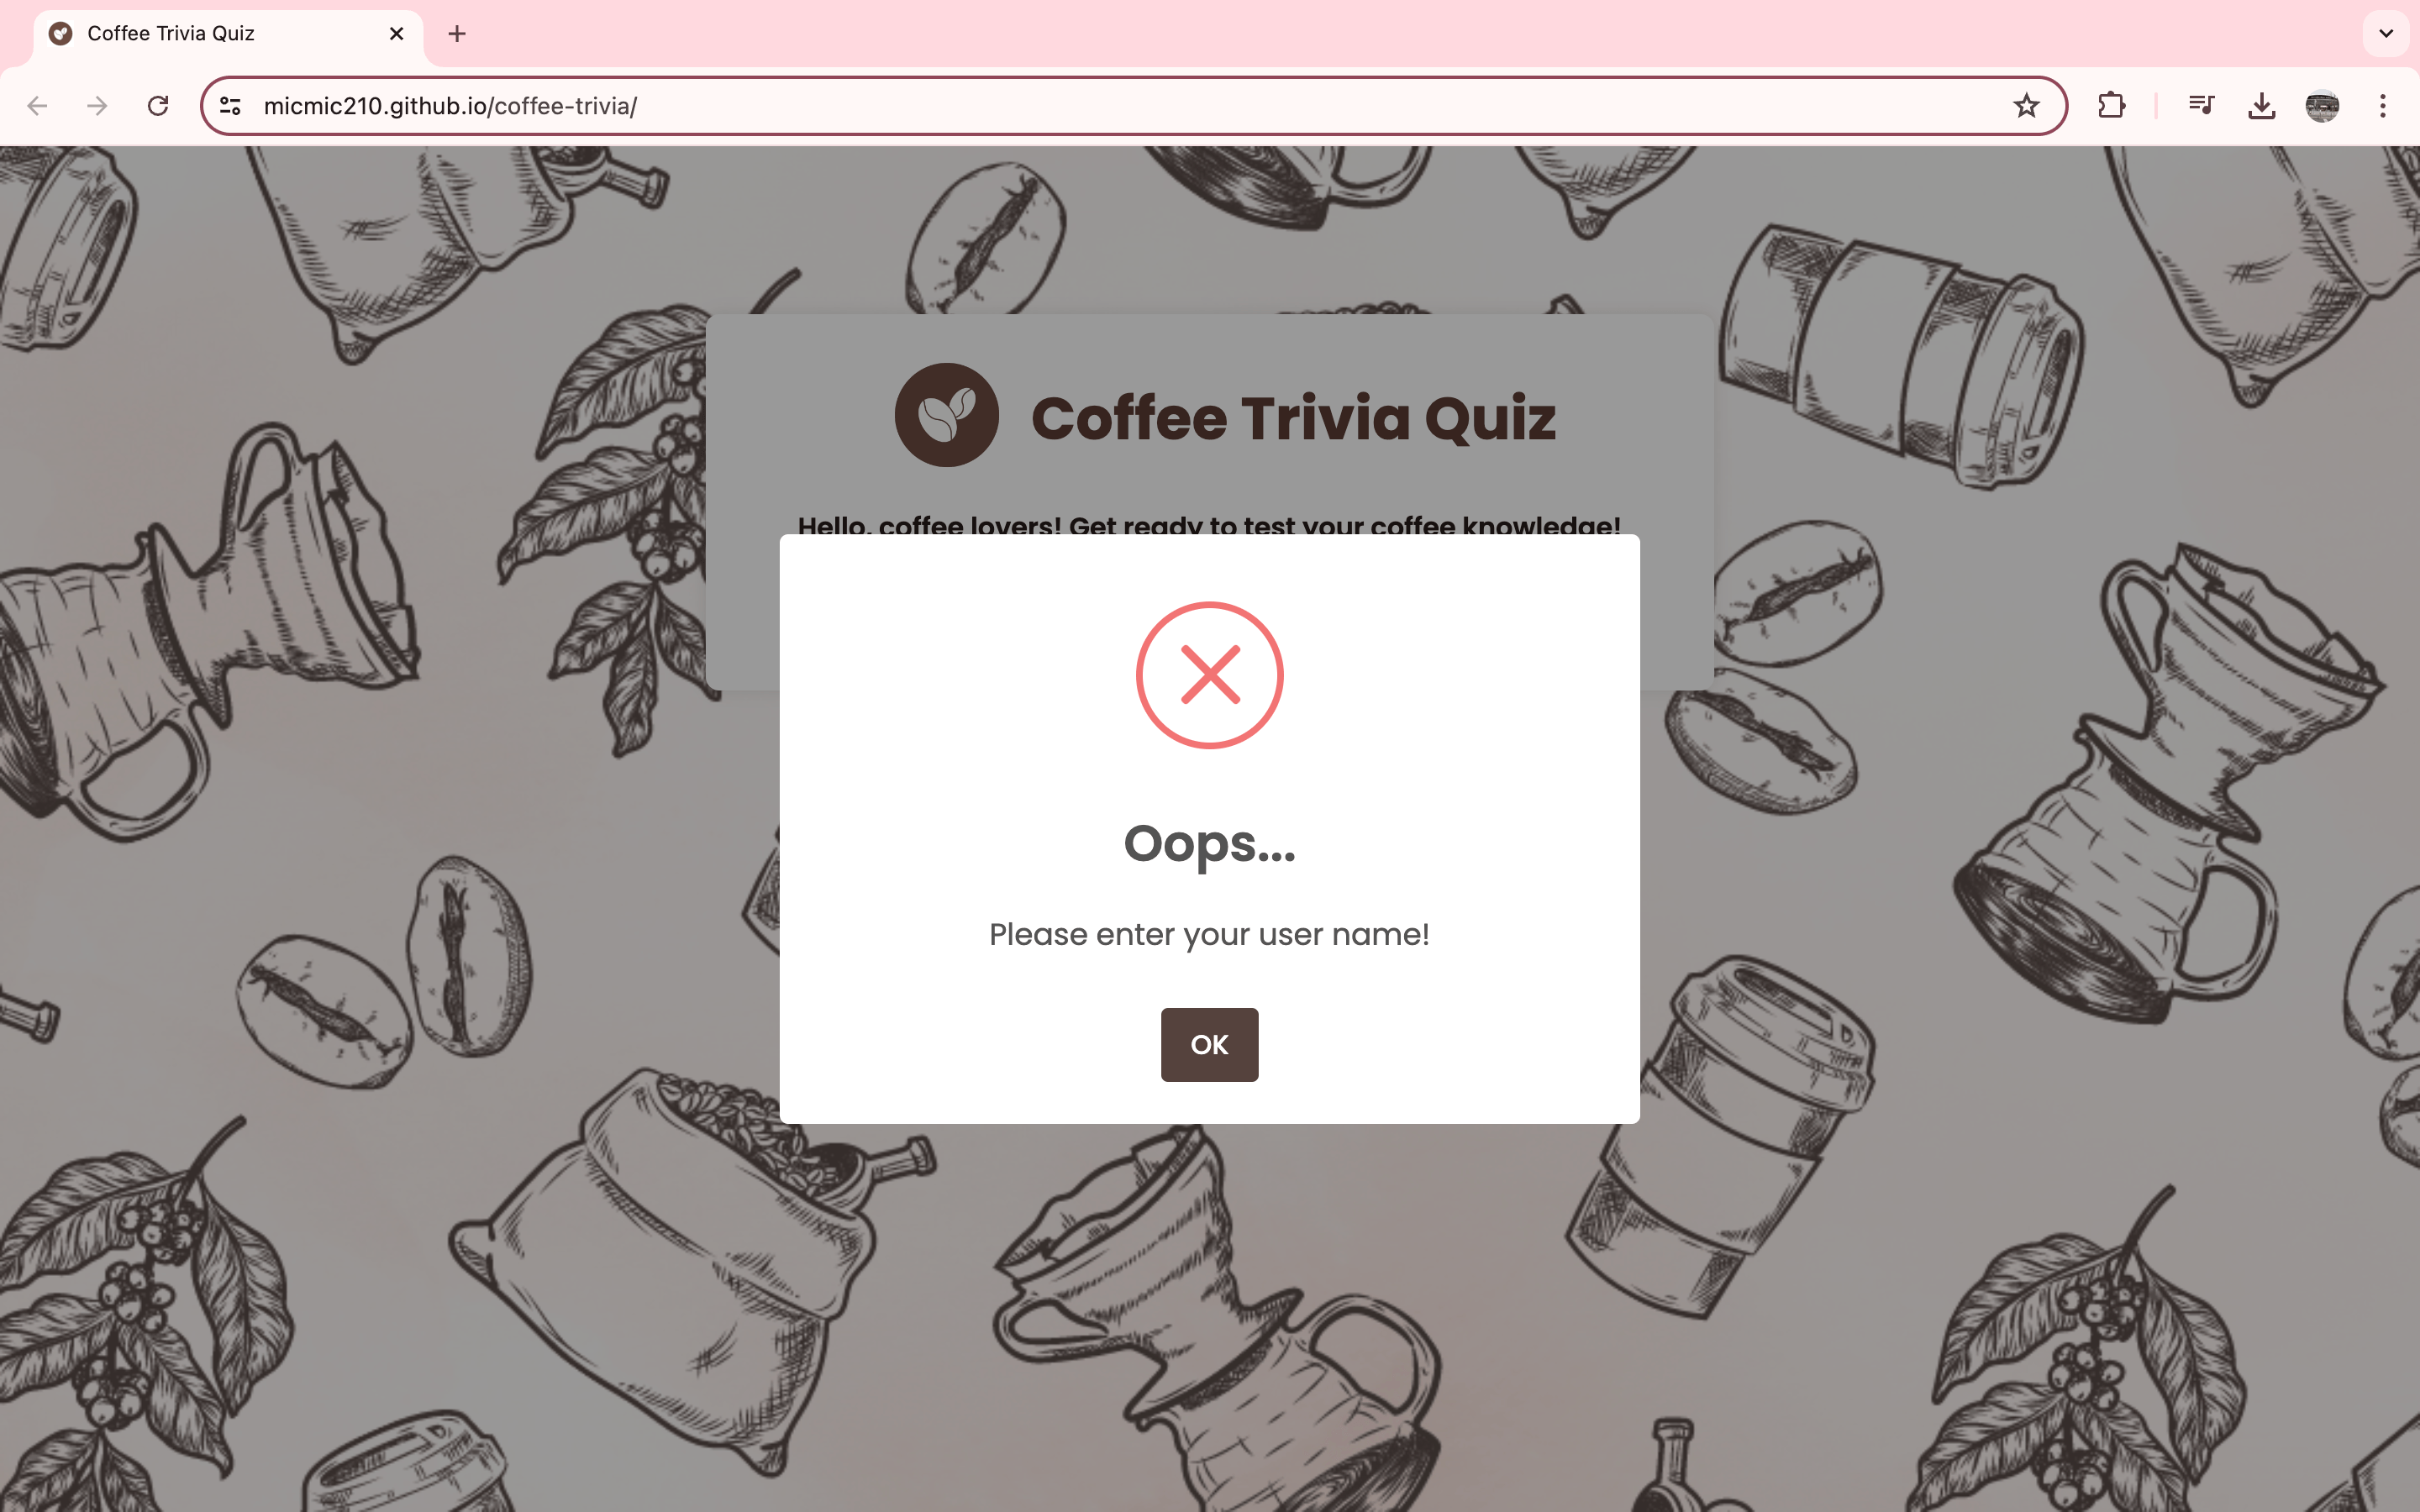 Coffee Trivia Quiz
micmic210.github.io/coffee-trivia/
Coffee Trivia Quiz
Hello, coffee lovers! Get ready to test your coffee knowledge!
Oops...
Please enter your user name!
OK